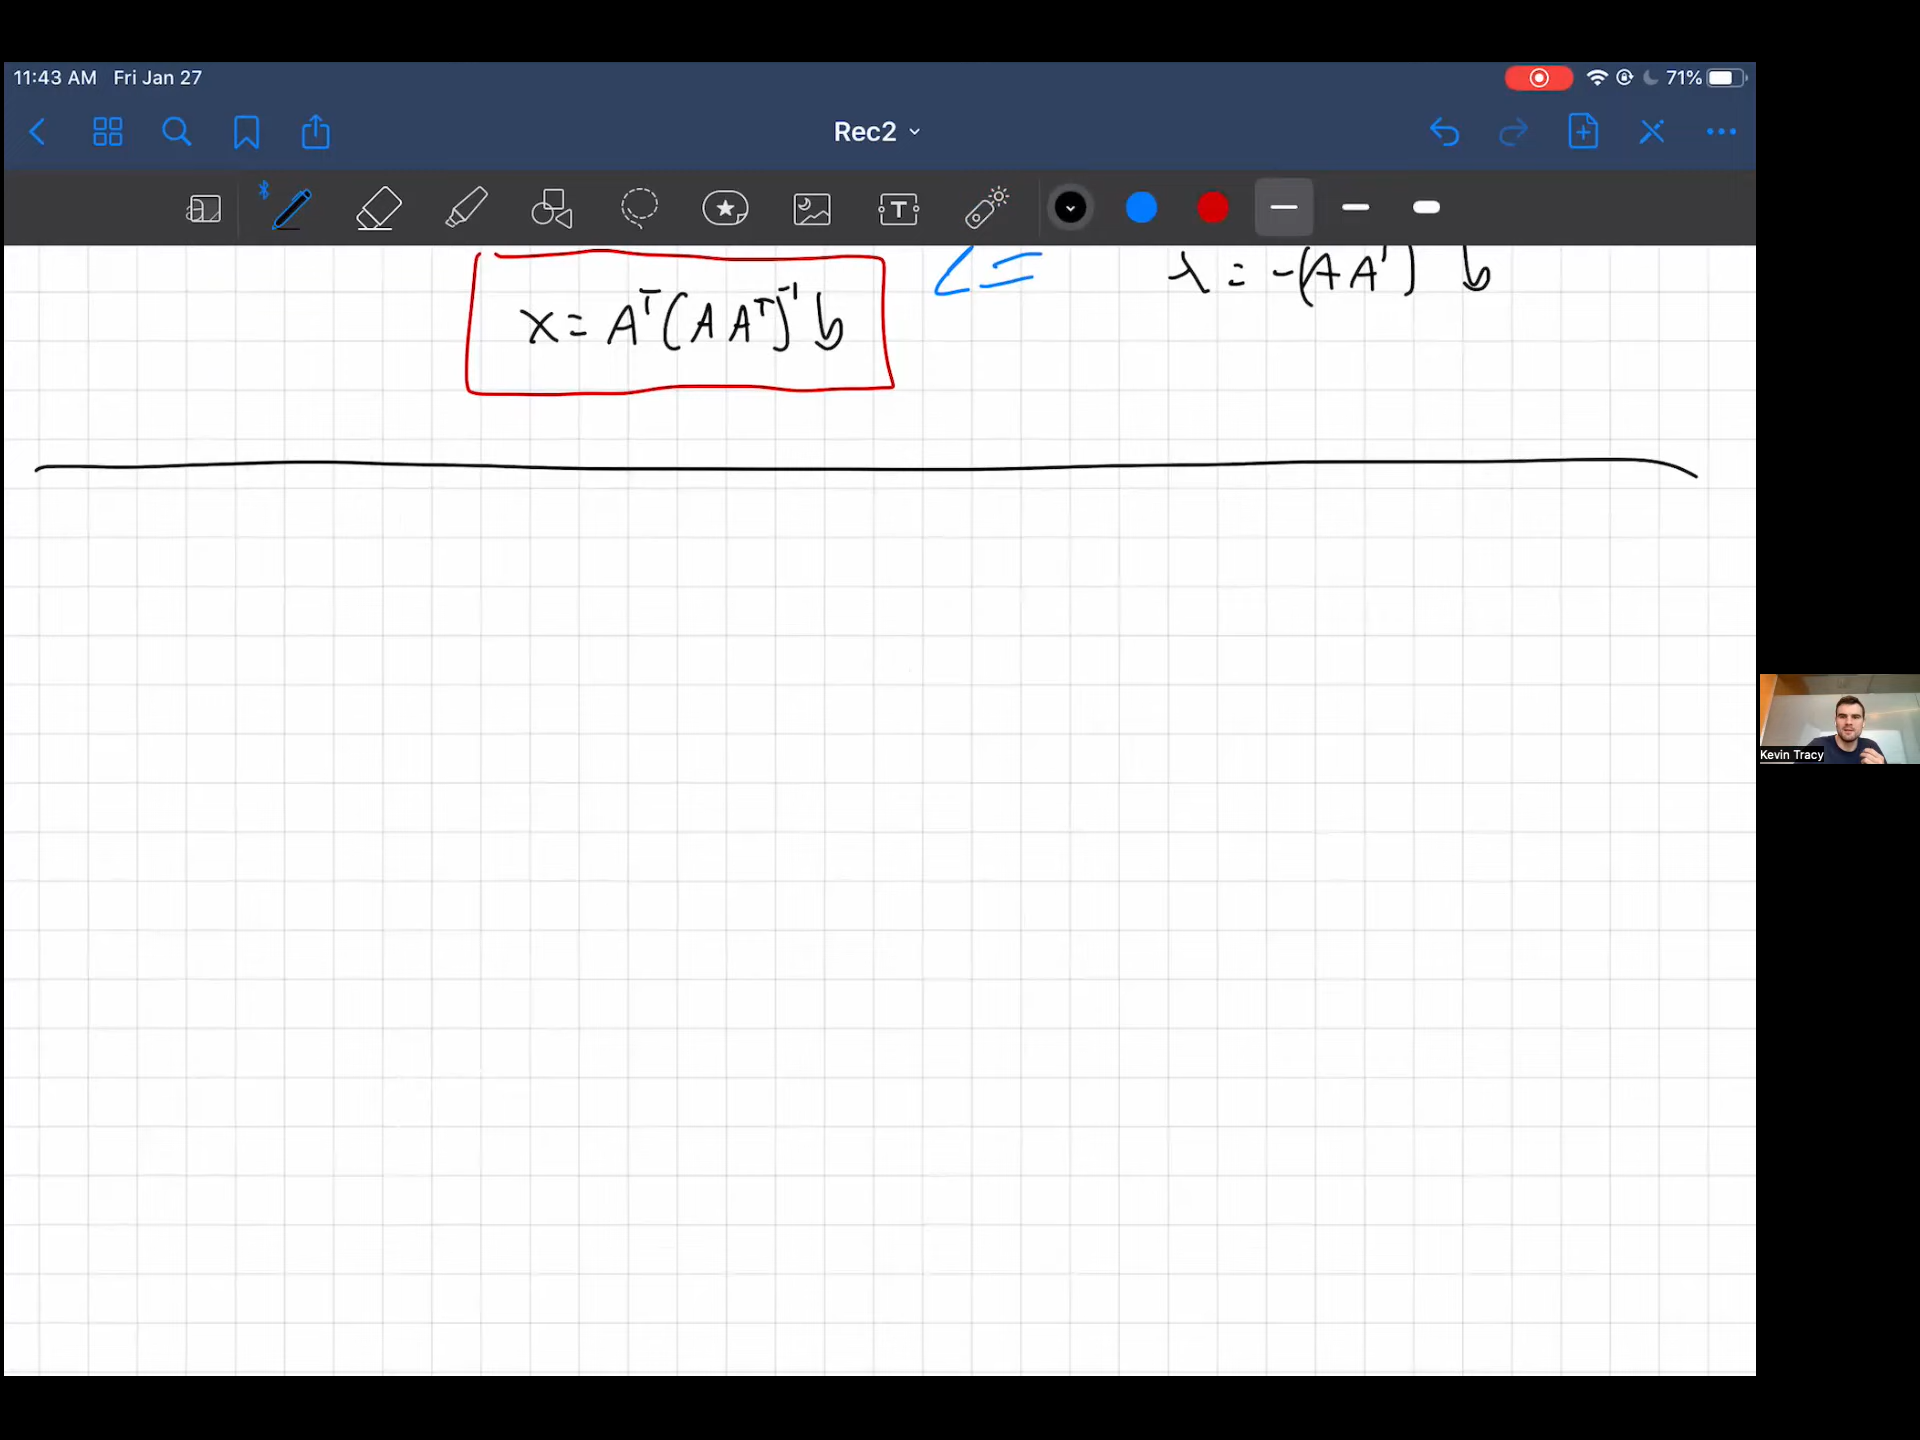 11:43 AM Fri Jan 27 71%
Rec2
T
λ = -(AAᵀ) b
x = Aᵀ(AAᵀ)⁻¹ b
Kevin Tracy